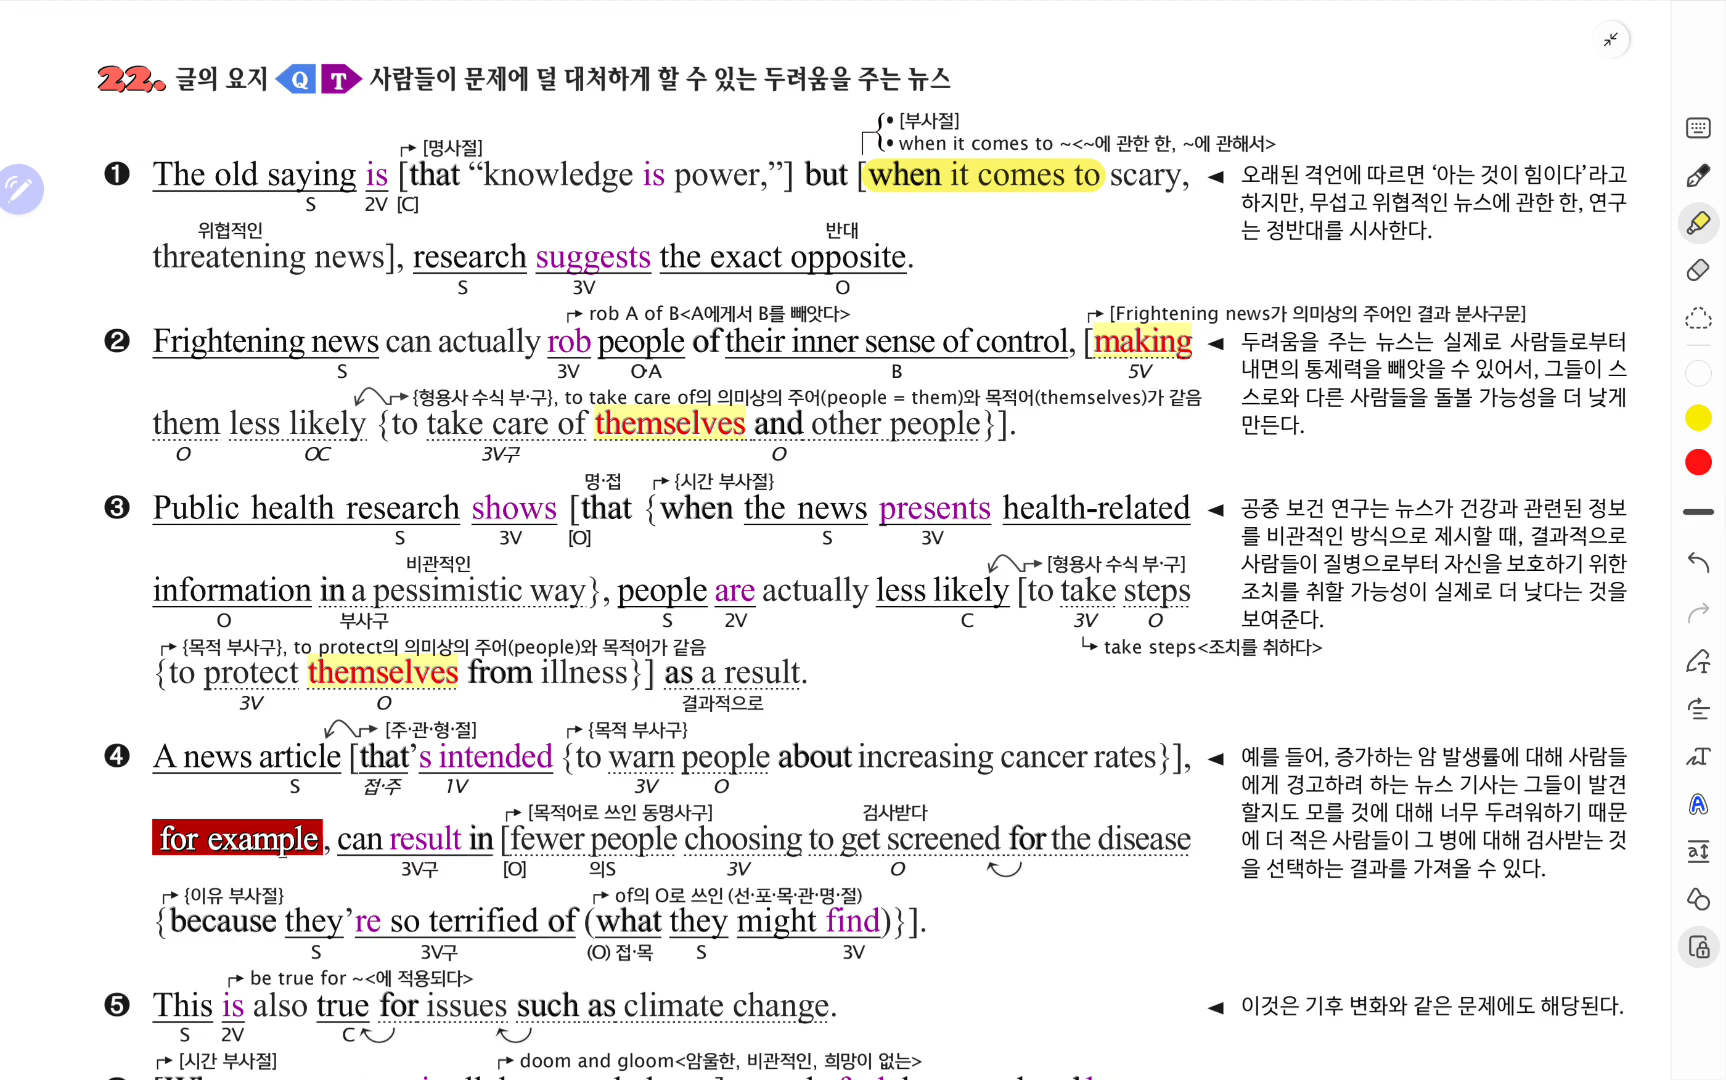 22. 글의 요지 Q T 사람들이 문제에 덜 대처하게 할 수 있는 두려움을 주는 뉴스
• [부사절]
[명사절]
• when it comes to ~<~에 관한 한, ~에 관해서>
❶ The old saying is [that “knowledge is power,”] but [when it comes to scary,
S 2V [C]
위협적인 반대
threatening news], research suggests the exact opposite.
S 3V O
◄ 오래된 격언에 따르면 ‘아는 것이 힘이다’라고
하지만, 무섭고 위협적인 뉴스에 관한 한, 연구
는 정반대를 시사한다.
rob A of B<A에게서 B를 빼앗다> [Frightening news가 의미상의 주어인 결과 분사구문]
❷ Frightening news can actually rob people of their inner sense of control, [making
S 3V O·A B 5V
{형용사 수식 부·구}, to take care of의 의미상의 주어(people = them)와 목적어(themselves)가 같음
them less likely {to take care of themselves and other people}].
O OC 3V구 O
◄ 두려움을 주는 뉴스는 실제로 사람들로부터
내면의 통제력을 빼앗을 수 있어서, 그들이 스
스로와 다른 사람들을 돌볼 가능성을 더 낮게
만든다.
명·접 {시간 부사절}
❸ Public health research shows [that {when the news presents health-related
S 3V [O] S 3V
비관적인 [형용사 수식 부·구]
information in a pessimistic way}, people are actually less likely [to take steps
O 부사구 S 2V C 3V O
{목적 부사구}, to protect의 의미상의 주어(people)와 목적어가 같음 take steps<조치를 취하다>
{to protect themselves from illness}] as a result.
3V O 결과적으로
◄ 공중 보건 연구는 뉴스가 건강과 관련된 정보
를 비관적인 방식으로 제시할 때, 결과적으로
사람들이 질병으로부터 자신을 보호하기 위한
조치를 취할 가능성이 실제로 더 낮다는 것을
보여준다.
[주·관·형·절] {목적 부사구}
❹ A news article [that’s intended {to warn people about increasing cancer rates}],
S 접·주 1V 3V O
[목적어로 쓰인 동명사구] 검사받다
for example, can result in [fewer people choosing to get screened for the disease
3V구 [O] 의S 3V O
{이유 부사절} of의 O로 쓰인 (선·포·목·관·명·절)
{because they’re so terrified of (what they might find)}].
S 3V구 (O) 접·목 S 3V
◄ 예를 들어, 증가하는 암 발생률에 대해 사람들
에게 경고하려 하는 뉴스 기사는 그들이 발견
할지도 모를 것에 대해 너무 두려워하기 때문
에 더 적은 사람들이 그 병에 대해 검사받는 것
을 선택하는 결과를 가져올 수 있다.
be true for ~<에 적용되다>
❺ This is also true for issues such as climate change.
S 2V C
◄ 이것은 기후 변화와 같은 문제에도 해당된다.
[시간 부사절] doom and gloom<암울한, 비관적인, 희망이 없는>